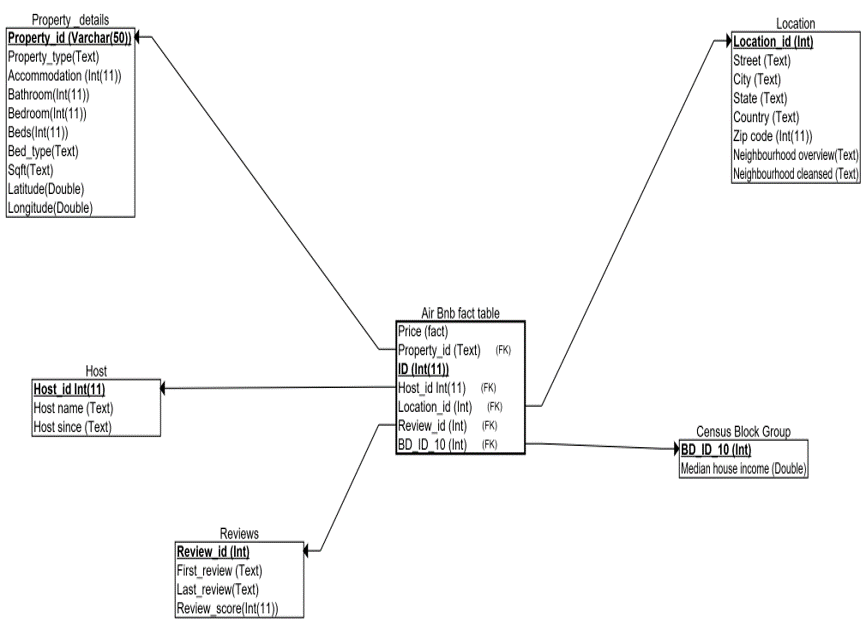 Property_details
Property_id (Varchar(50))
Property_type(Text)
Accommodation (Int(11))
Bathroom(Int(11))
Bedroom(Int(11))
Beds(Int(11))
Bed_type(Text)
Sqft(Text)
Latitude(Double)
Longitude(Double)
Location
Location_id (Int)
Street (Text)
City (Text)
State (Text)
Country (Text)
Zip code (Int(11))
Neighbourhood overview(Text)
Neighbourhood cleansed (Text)
Air Bnb fact table
Price (fact)
Property_id (Text) (FK)
ID (Int(11))
Host_id Int(11) (FK)
Location_id (Int) (FK)
Review_id (Int) (FK)
BD_ID_10 (Int) (FK)
Host
Host_id Int(11)
Host name (Text)
Host since (Text)
Census Block Group
BD_ID_10 (Int)
Median house income (Double)
Reviews
Review_id (Int)
First_review (Text)
Last_review(Text)
Review_score(Int(11))